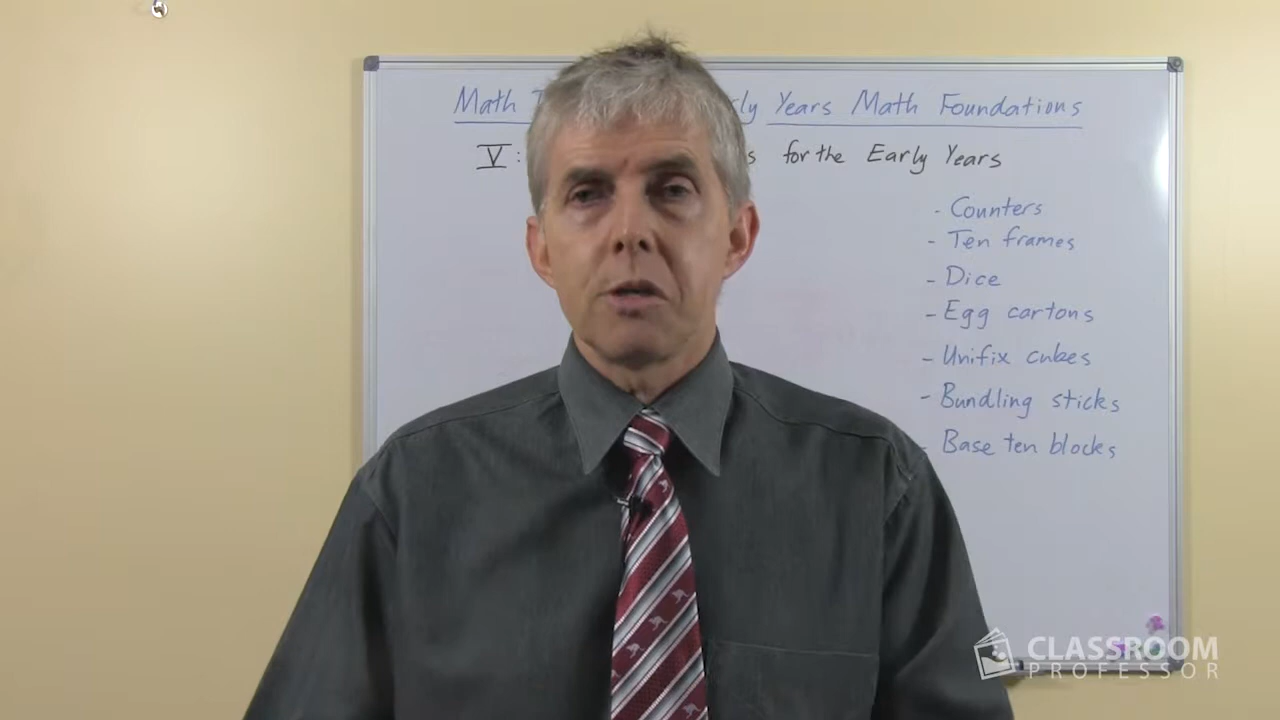 Math Years Math Foundations
V: for the Early Years
- Counters
- Ten frames
- Dice
- Egg cartons
- Unifix cubes
- Bundling sticks
- Base ten blocks
CLASSROOM
PROFESSOR